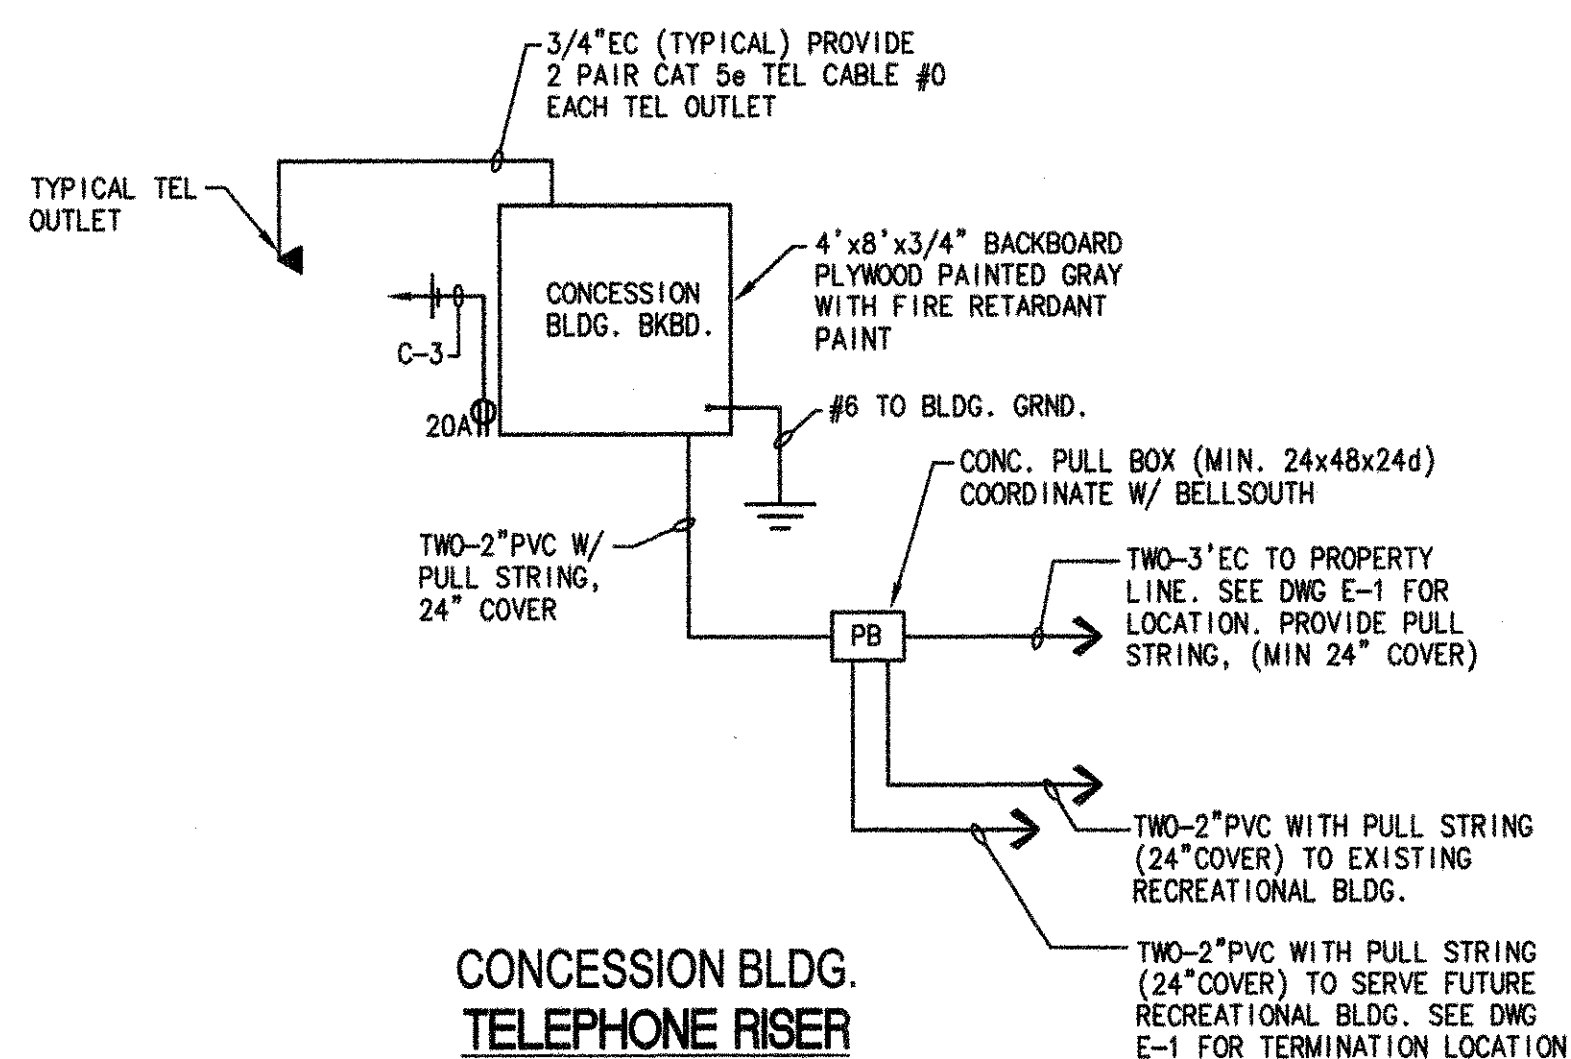 3/4"EC (TYPICAL) PROVIDE
2 PAIR CAT 5e TEL CABLE #0
EACH TEL OUTLET
TYPICAL TEL
OUTLET
CONCESSION
BLDG. BKBD.
4'x8'x3/4" BACKBOARD
PLYWOOD PAINTED GRAY
WITH FIRE RETARDANT
PAINT
C-3
20A
#6 TO BLDG. GRND.
CONC. PULL BOX (MIN. 24x48x24d)
COORDINATE W/ BELLSOUTH
TWO-2"PVC W/
PULL STRING,
24" COVER
PB
TWO-3'EC TO PROPERTY
LINE. SEE DWG E-1 FOR
LOCATION. PROVIDE PULL
STRING, (MIN 24" COVER)
TWO-2"PVC WITH PULL STRING
(24"COVER) TO EXISTING
RECREATIONAL BLDG.
TWO-2"PVC WITH PULL STRING
(24"COVER) TO SERVE FUTURE
RECREATIONAL BLDG. SEE DWG
E-1 FOR TERMINATION LOCATION
CONCESSION BLDG.
TELEPHONE RISER